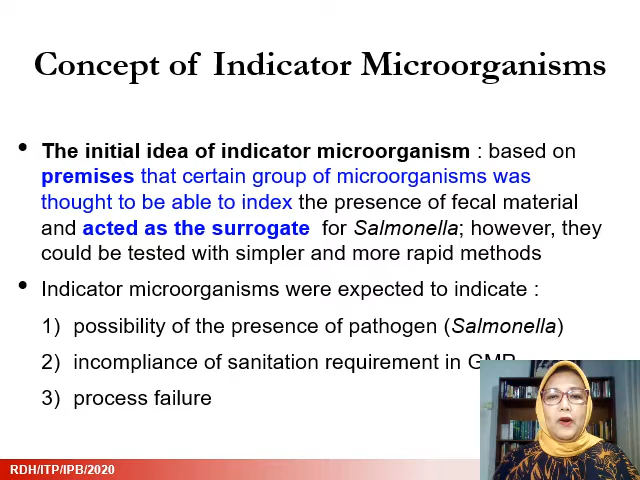 Concept of Indicator Microorganisms
• The initial idea of indicator microorganism : based on
premises that certain group of microorganisms was
thought to be able to index the presence of fecal material
and acted as the surrogate for Salmonella; however, they
could be tested with simpler and more rapid methods
• Indicator microorganisms were expected to indicate :
1) possibility of the presence of pathogen (Salmonella)
2) incompliance of sanitation requirement in GMP
3) process failure
RDH/ITP/IPB/2020